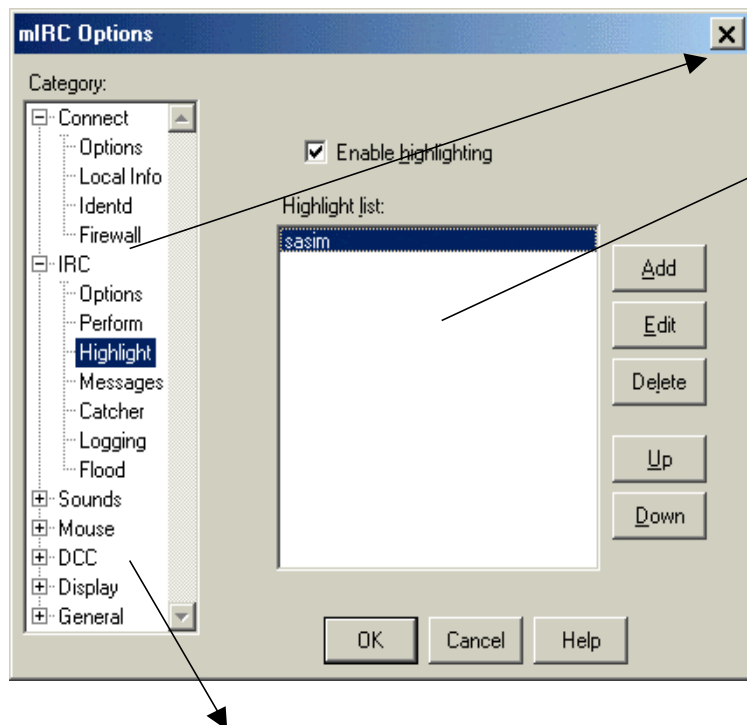 mIRC Options
Category:
Connect
Options
Local Info
Identd
Firewall
IRC
Options
Perform
Highlight
Messages
Catcher
Logging
Flood
Sounds
Mouse
DCC
Display
General
Enable highlighting
Highlight list:
sasim
Add
Edit
Delete
Up
Down
OK Cancel Help